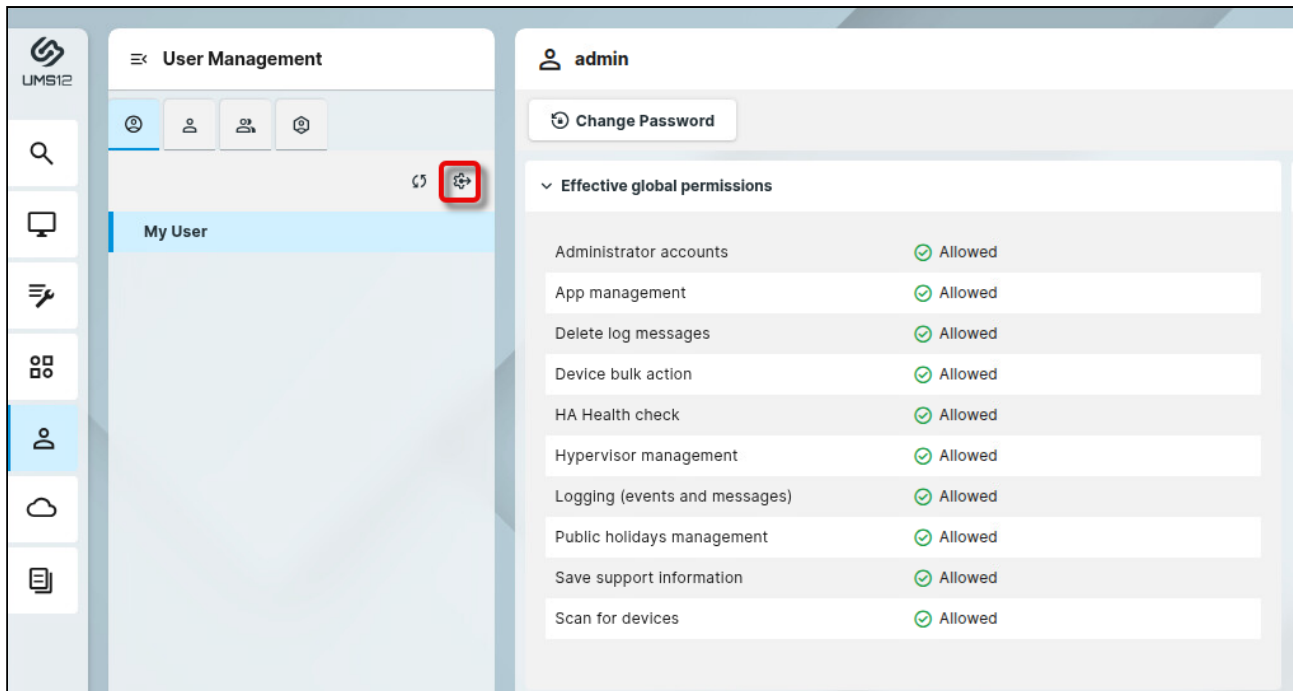 UMS12
User Management
My User
admin
Change Password
Effective global permissions
Administrator accounts Allowed
App management Allowed
Delete log messages Allowed
Device bulk action Allowed
HA Health check Allowed
Hypervisor management Allowed
Logging (events and messages) Allowed
Public holidays management Allowed
Save support information Allowed
Scan for devices Allowed